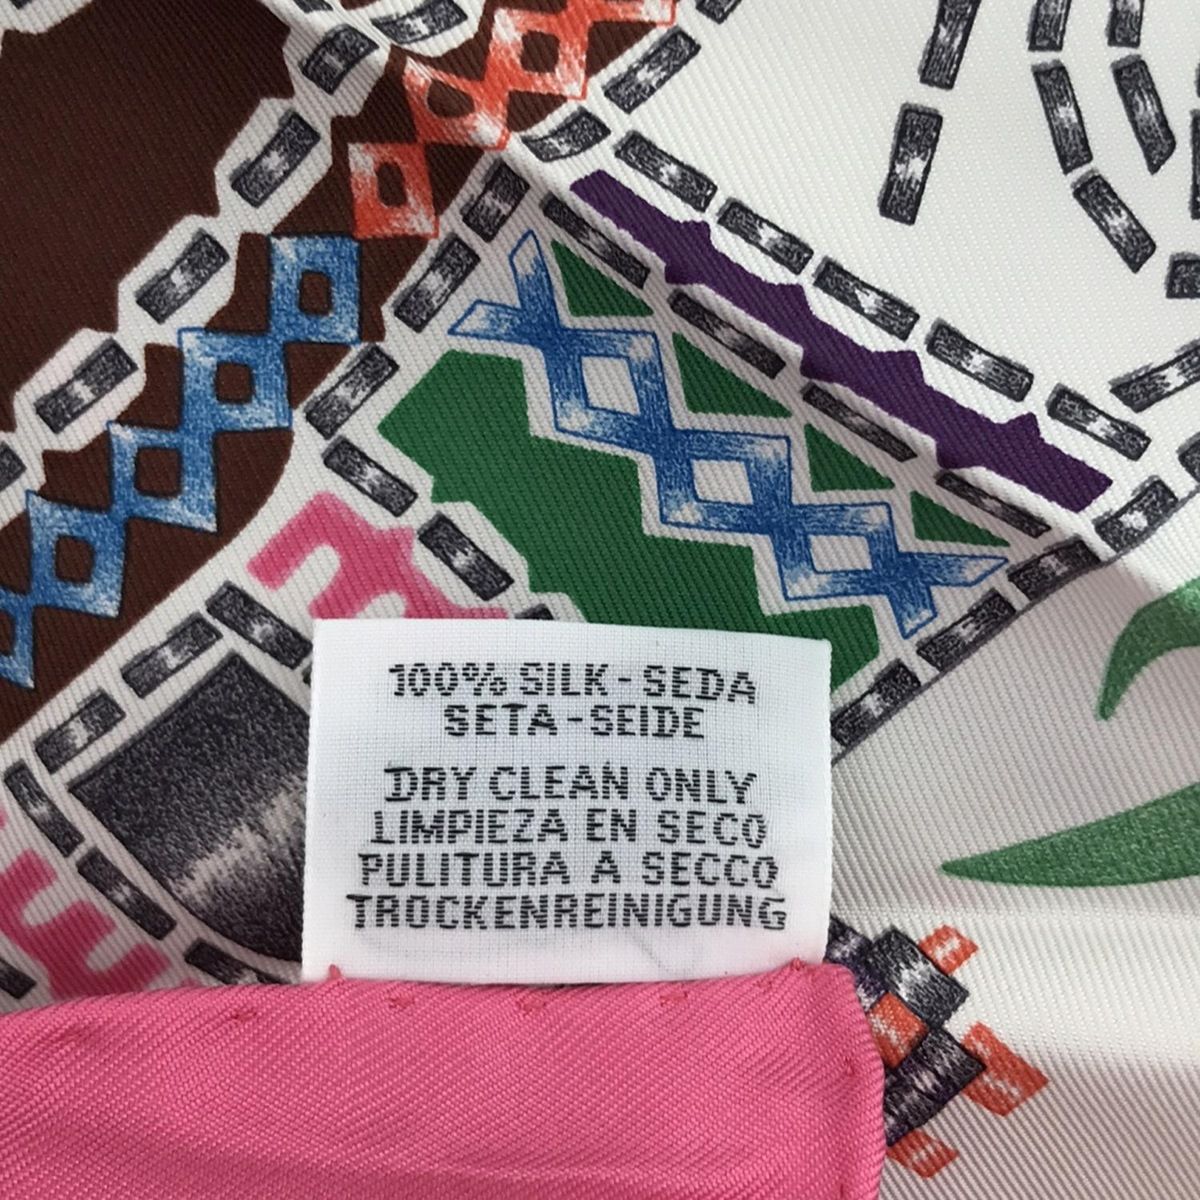 100% SILK - SEDA
SETA - SEIDE
DRY CLEAN ONLY
LIMPIEZA EN SECO
PULITURA A SECCO
TROCKENREINIGUNG